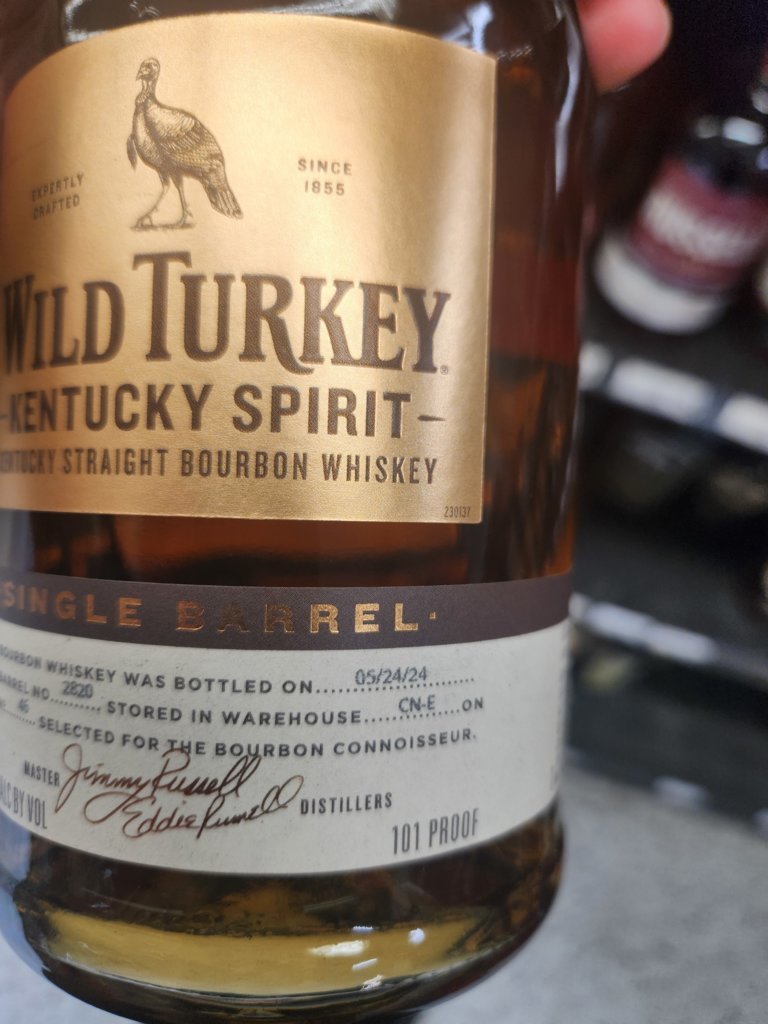 EXPERTLY
CRAFTED
SINCE
1855
WILD TURKEY®
KENTUCKY SPIRIT
KENTUCKY STRAIGHT BOURBON WHISKEY
230137
SINGLE BARREL
BOURBON WHISKEY WAS BOTTLED ON 05/24/24
BARREL NO. 2820 STORED IN WAREHOUSE CN-E ON
46 SELECTED FOR THE BOURBON CONNOISSEUR.
MASTER Jimmy Russell
Eddie Russell DISTILLERS
ALC BY VOL
101 PROOF